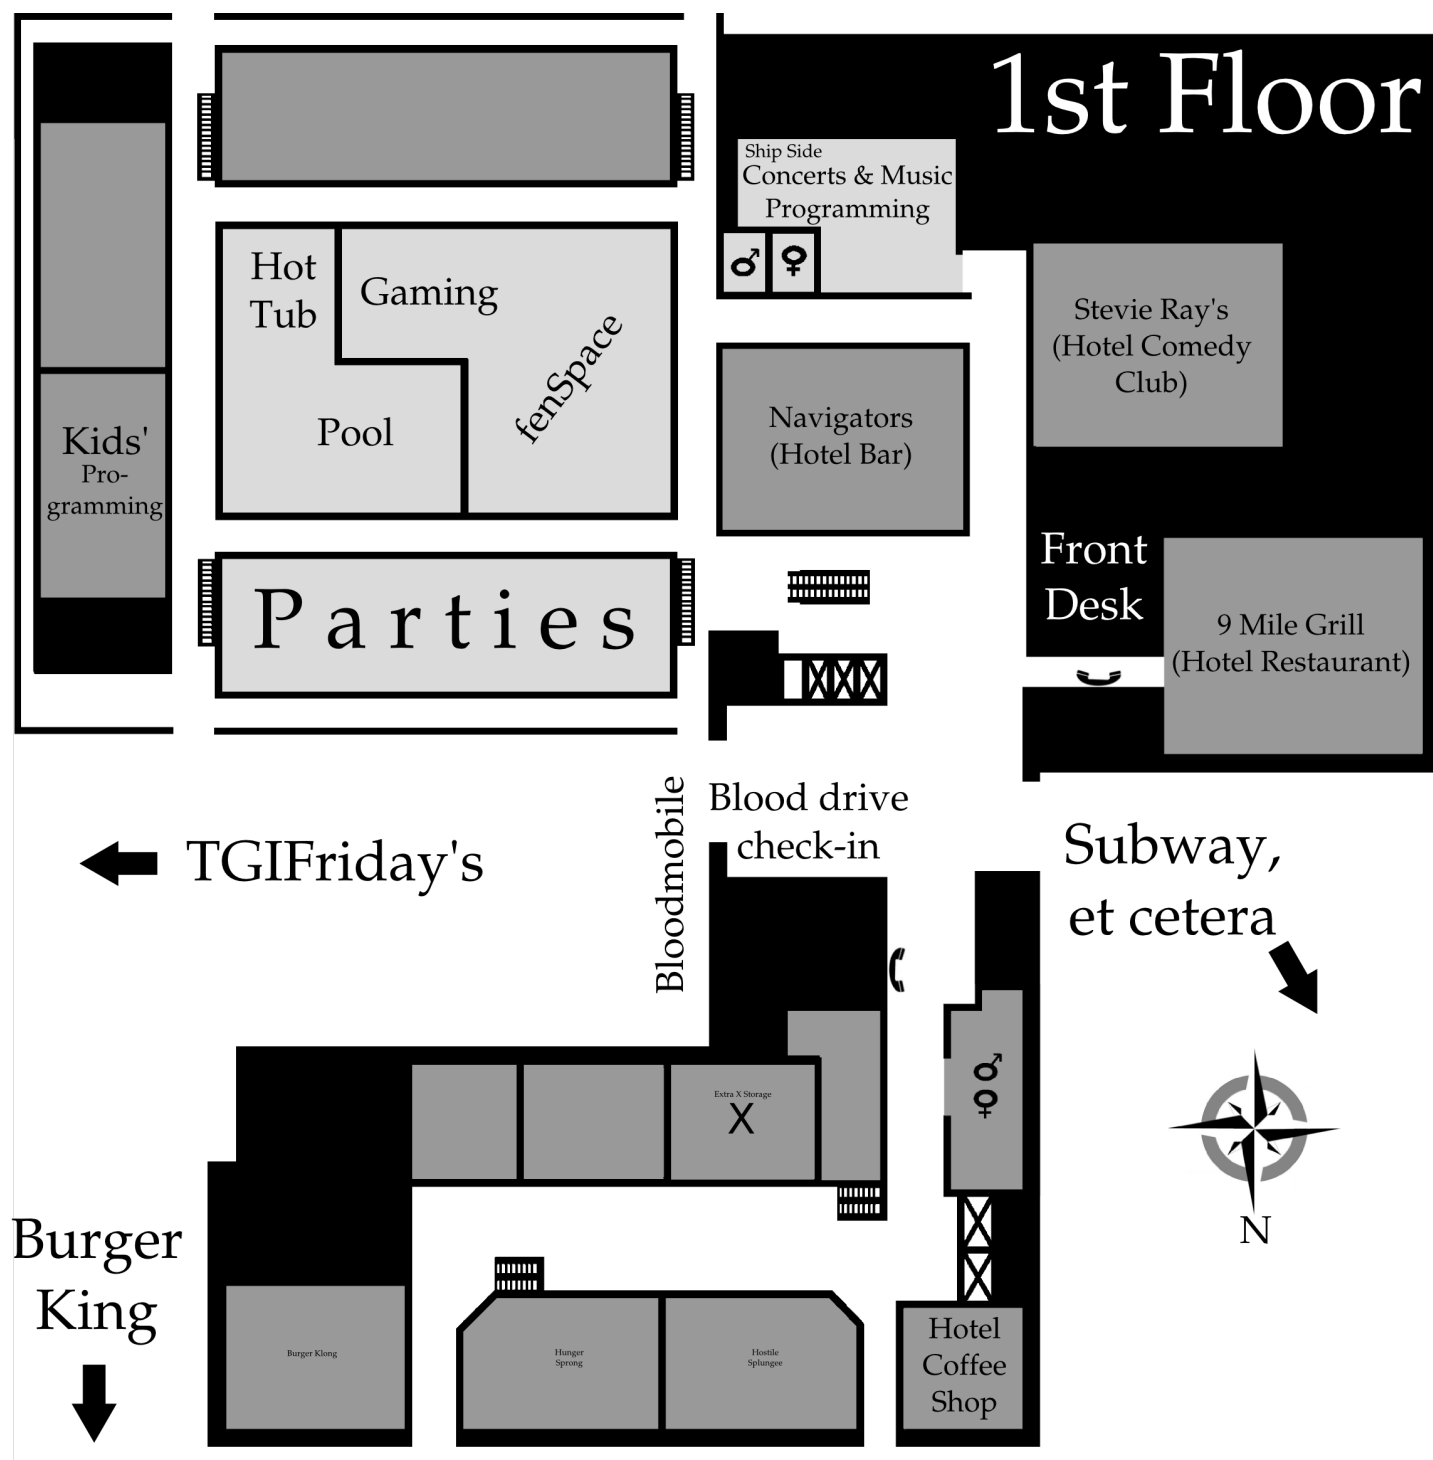 1st Floor
Ship Side
Concerts & Music
Programming
Hot
Tub
Gaming
fenSpace
Pool
Stevie Ray's
(Hotel Comedy
Club)
Kids'
Pro-
gramming
Navigators
(Hotel Bar)
Front
Desk
9 Mile Grill
(Hotel Restaurant)
Parties
Bloodmobile
Blood drive
check-in
TGIFriday's
Subway,
et cetera
Extra X Storage
X
N
Burger
King
Burger Klong
Hunger
Sprong
Hostile
Splungee
Hotel
Coffee
Shop